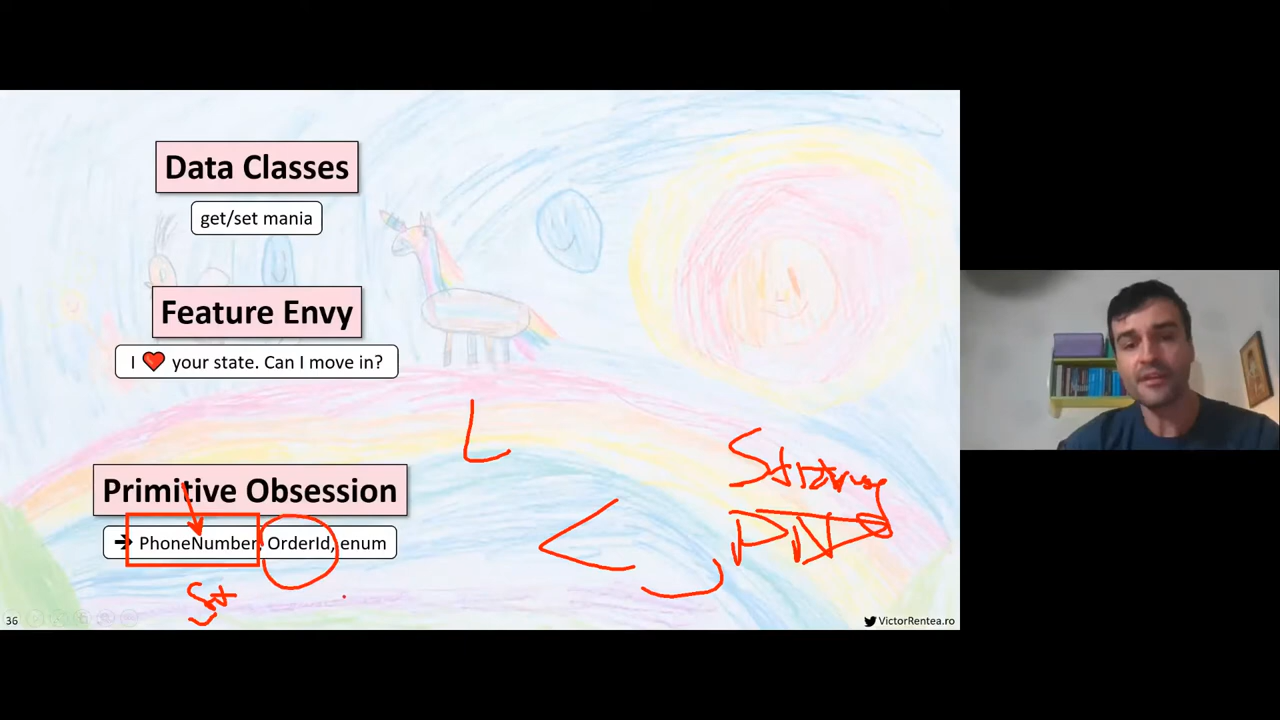 Data Classes
get/set mania
Feature Envy
I ❤ your state. Can I move in?
Primitive Obsession
→ PhoneNumber, OrderId, enum
L
String
36
VictorRentea.ro